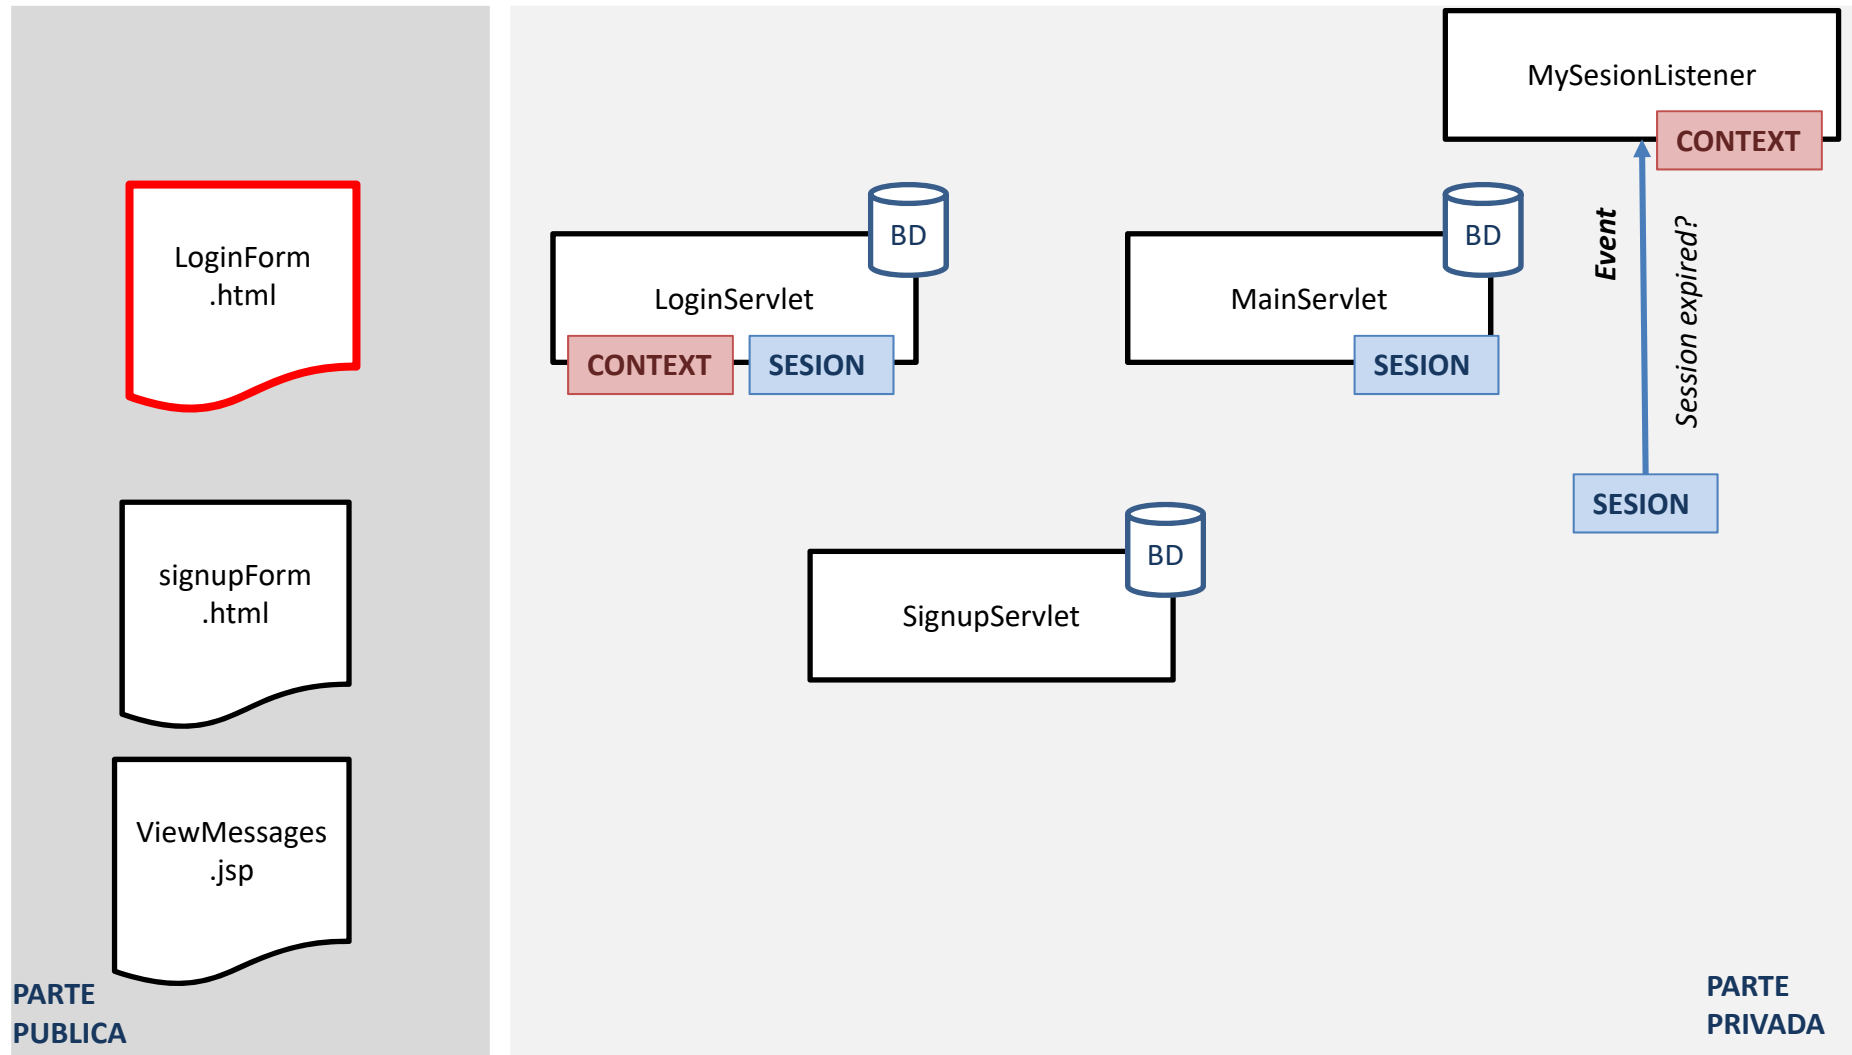 MySesionListener
CONTEXT
LoginForm
.html
BD
LoginServlet
CONTEXT
SESION
BD
MainServlet
SESION
Event
Session expired?
SESION
signupForm
.html
BD
SignupServlet
ViewMessages
.jsp
PARTE
PUBLICA
PARTE
PRIVADA